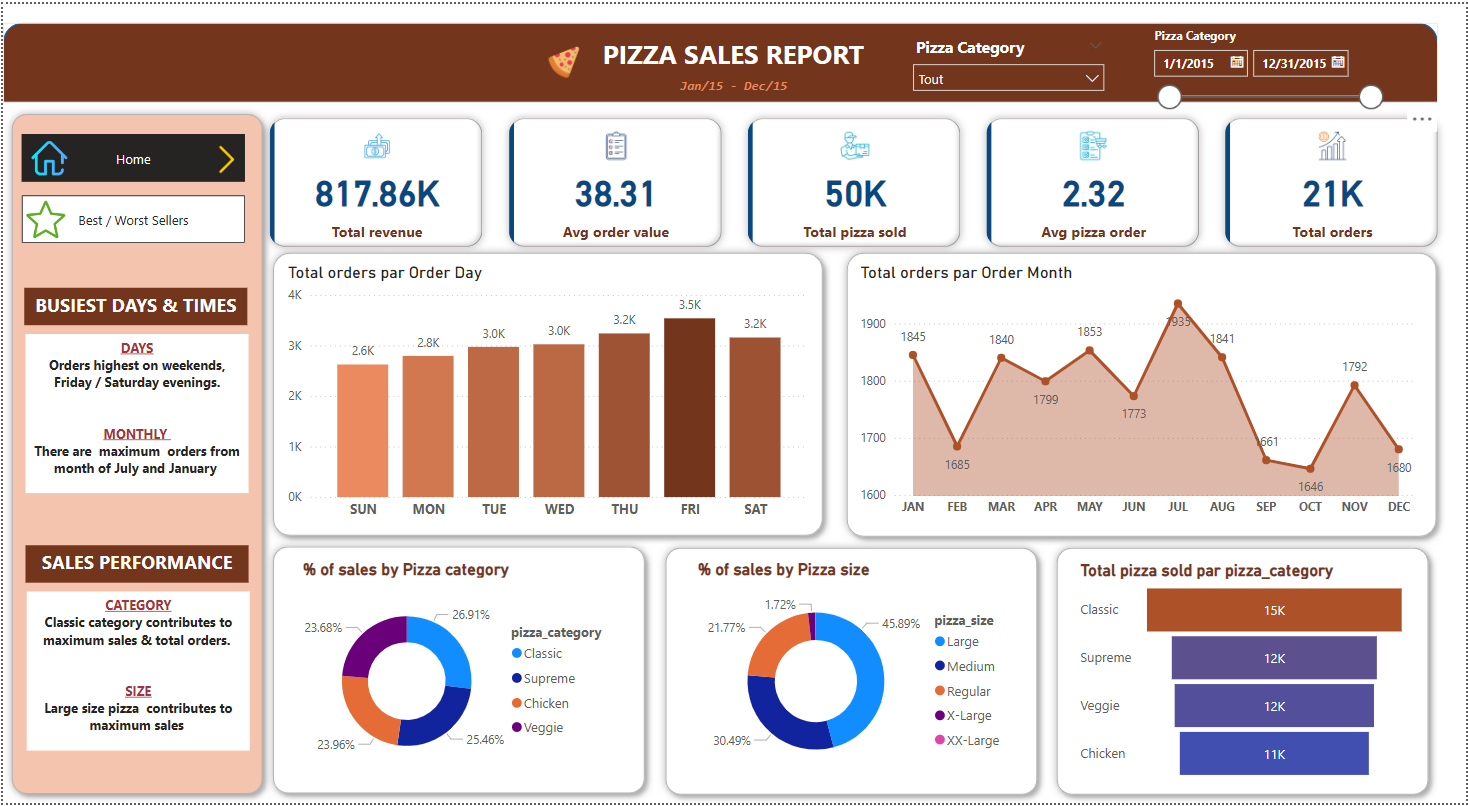 PIZZA SALES REPORT
Jan/15 - Dec/15
Pizza Category
Tout
Pizza Category
1/1/2015
12/31/2015
Home
Best / Worst Sellers
BUSIEST DAYS & TIMES
DAYS
Orders highest on weekends,
Friday / Saturday evenings.
MONTHLY
There are maximum orders from
month of July and January
SALES PERFORMANCE
CATEGORY
Classic category contributes to
maximum sales & total orders.
SIZE
Large size pizza contributes to
maximum sales
817.86K
Total revenue
38.31
Avg order value
50K
Total pizza sold
2.32
Avg pizza order
21K
Total orders
Total orders par Order Day
4K
3K
2K
1K
0K
2.6K
2.8K
3.0K
3.0K
3.2K
3.5K
3.2K
SUN
MON
TUE
WED
THU
FRI
SAT
Total orders par Order Month
1900
1800
1700
1600
1845
1685
1840
1799
1853
1773
1935
1841
1661
1646
1792
1680
JAN
FEB
MAR
APR
MAY
JUN
JUL
AUG
SEP
OCT
NOV
DEC
% of sales by Pizza category
26.91%
25.46%
23.96%
23.68%
pizza_category
Classic
Supreme
Chicken
Veggie
% of sales by Pizza size
1.72%
45.89%
21.77%
30.49%
pizza_size
Large
Medium
Regular
X-Large
XX-Large
Total pizza sold par pizza_category
Classic
15K
Supreme
12K
Veggie
12K
Chicken
11K